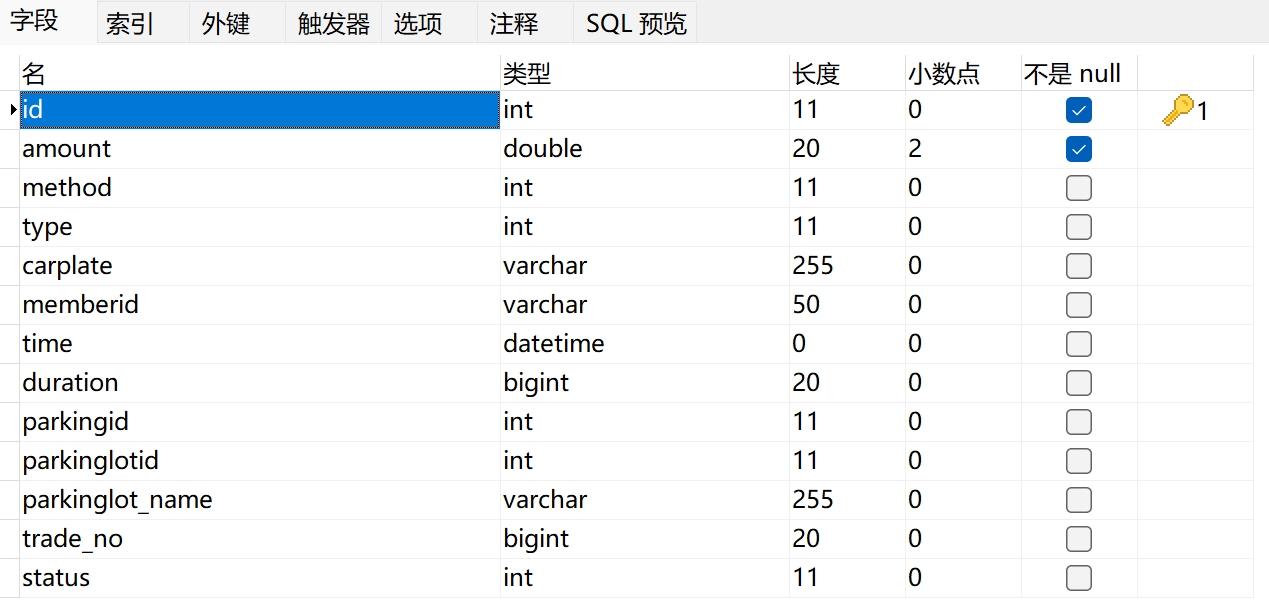 字段 索引 外键 触发器 选项 注释 SQL 预览
名 类型 长度 小数点 不是 null
id int 11 0 1
amount double 20 2
method int 11 0
type int 11 0
carplate varchar 255 0
memberid varchar 50 0
time datetime 0 0
duration bigint 20 0
parkingid int 11 0
parkinglotid int 11 0
parkinglot_name varchar 255 0
trade_no bigint 20 0
status int 11 0